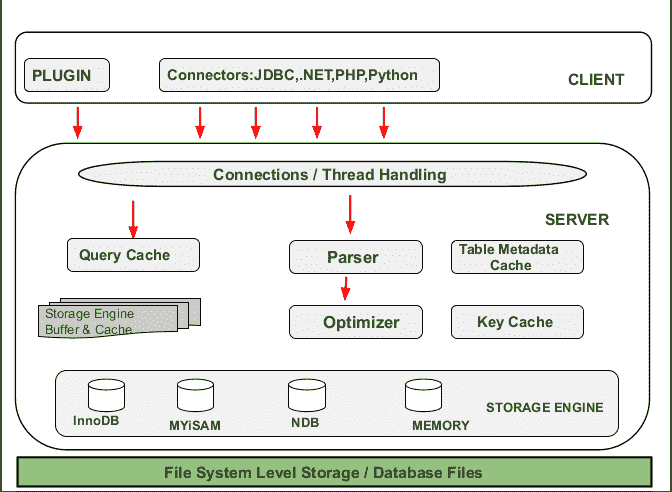 PLUGIN
Connectors:JDBC,.NET,PHP,Python
CLIENT
Connections / Thread Handling
SERVER
Query Cache
Parser
Table Metadata
Cache
Storage Engine
Buffer & Cache
Optimizer
Key Cache
InnoDB
MYiSAM
NDB
MEMORY
STORAGE ENGINE
File System Level Storage / Database Files